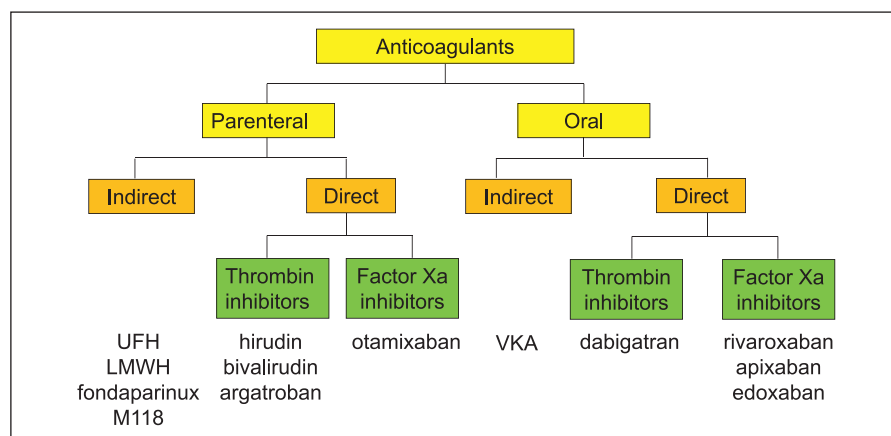 Anticoagulants
Parenteral
Oral
Indirect
Direct
Indirect
Direct
Thrombin
inhibitors
Factor Xa
inhibitors
Thrombin
inhibitors
Factor Xa
inhibitors
UFH
LMWH
fondaparinux
M118
hirudin
bivalirudin
argatroban
otamixaban
VKA
dabigatran
rivaroxaban
apixaban
edoxaban